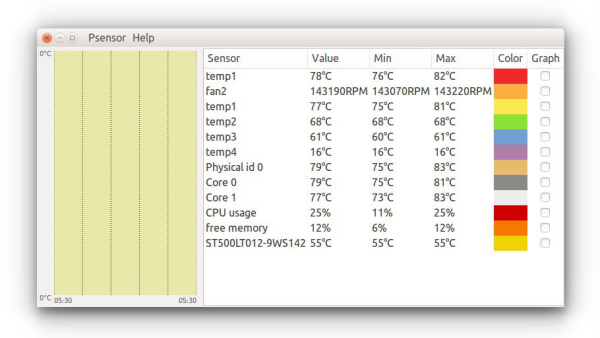 Psensor Help
0°C
Sensor Value Min Max Color Graph
temp1 78°C 76°C 82°C
fan2 143190RPM 143070RPM 143220RPM
temp1 77°C 75°C 81°C
temp2 68°C 68°C 68°C
temp3 61°C 60°C 61°C
temp4 16°C 16°C 16°C
Physical id 0 79°C 75°C 83°C
Core 0 79°C 75°C 81°C
Core 1 77°C 73°C 83°C
CPU usage 25% 11% 25%
free memory 12% 6% 12%
ST500LT012-9WS142 55°C 55°C 55°C
0°C
05:30 05:30